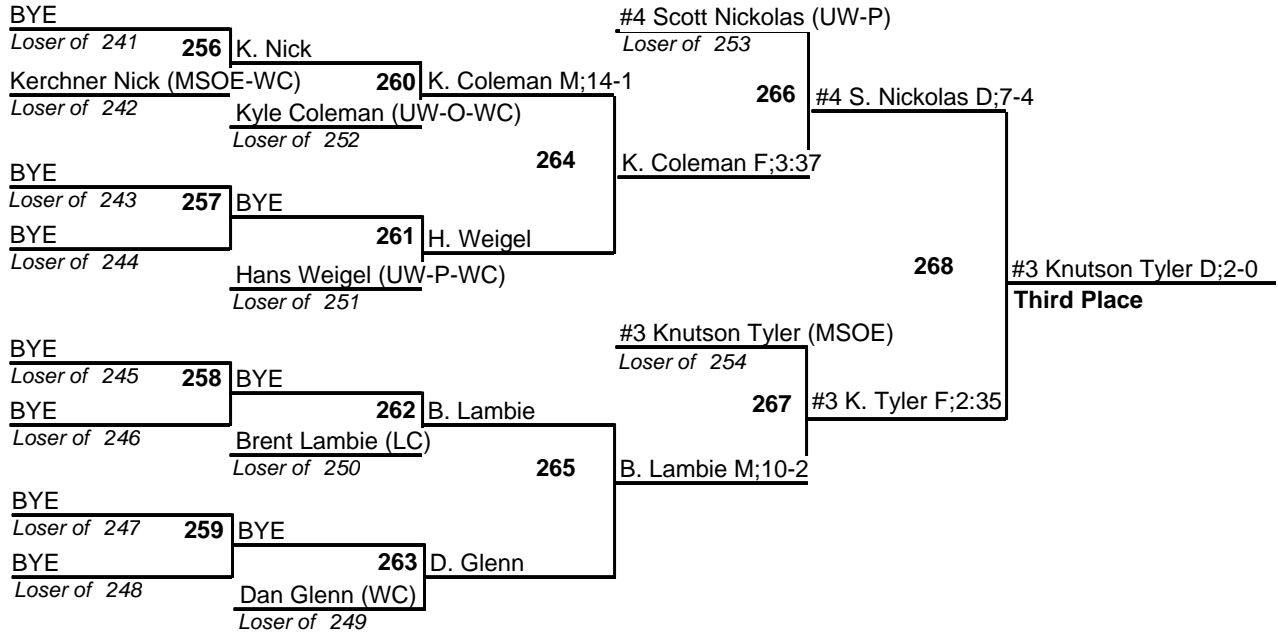 BYE
Loser of 241
256
K. Nick
Kerchner Nick (MSOE-WC)
Loser of 242
260
K. Coleman M;14-1
Kyle Coleman (UW-O-WC)
Loser of 252
264
BYE
Loser of 243
257
BYE
BYE
Loser of 244
261
H. Weigel
Hans Weigel (UW-P-WC)
Loser of 251
#4 Scott Nickolas (UW-P)
Loser of 253
266
#4 S. Nickolas D;7-4
K. Coleman F;3:37
268
#3 Knutson Tyler D;2-0
Third Place
BYE
Loser of 245
258
BYE
BYE
Loser of 246
262
B. Lambie
Brent Lambie (LC)
Loser of 250
265
#3 Knutson Tyler (MSOE)
Loser of 254
267
#3 K. Tyler F;2:35
B. Lambie M;10-2
BYE
Loser of 247
259
BYE
BYE
Loser of 248
263
D. Glenn
Dan Glenn (WC)
Loser of 249